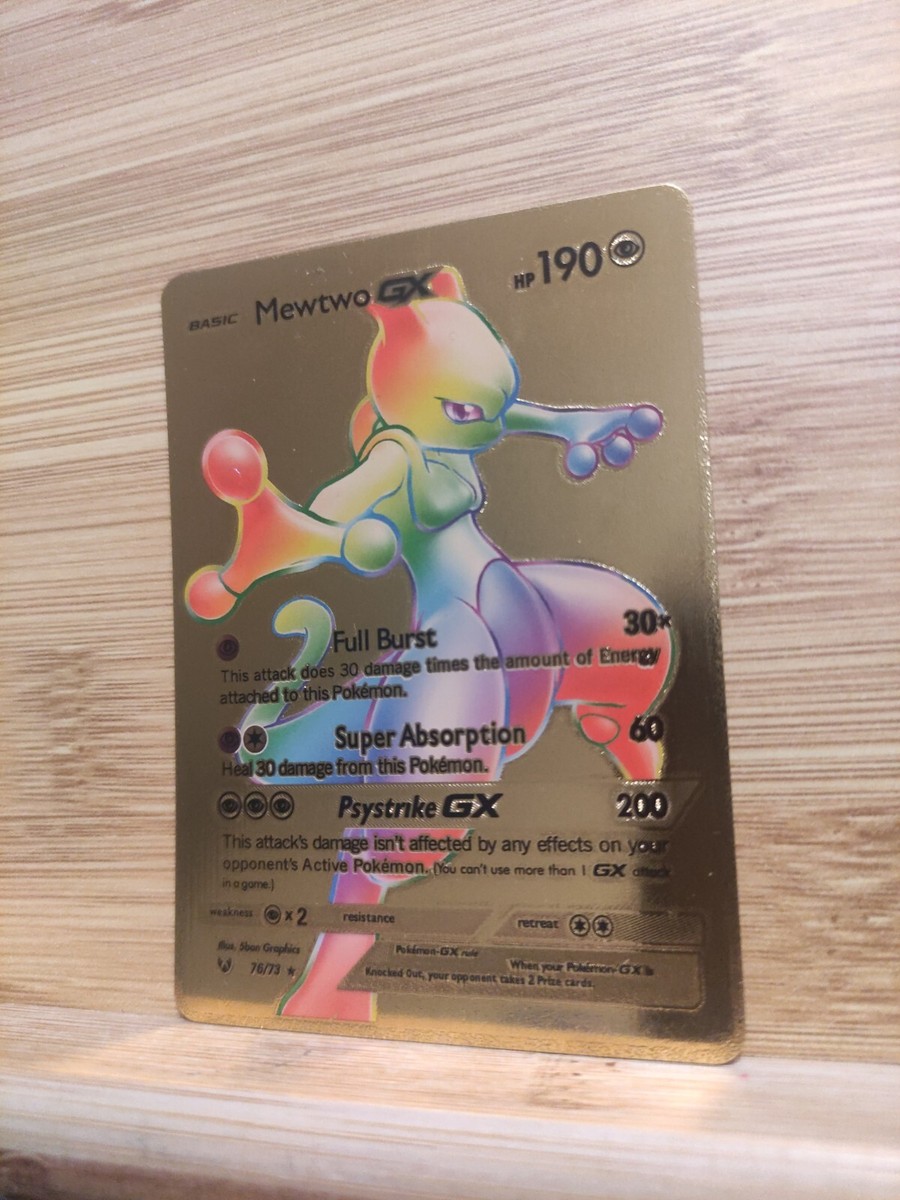 BASIC Mewtwo GX HP 190
Full Burst 30×
This attack does 30 damage times the amount of Energy
attached to this Pokémon.
Super Absorption 60
Heal 30 damage from this Pokémon.
Psystrike GX 200
This attack's damage isn't affected by any effects on your
opponent's Active Pokémon. (You can't use more than 1 GX attack
in a game.)
weakness × 2 resistance retreat
Illus. 5ban Graphics
76/73
Pokémon-GX rule When your Pokémon-GX is
Knocked Out, your opponent takes 2 Prize cards.